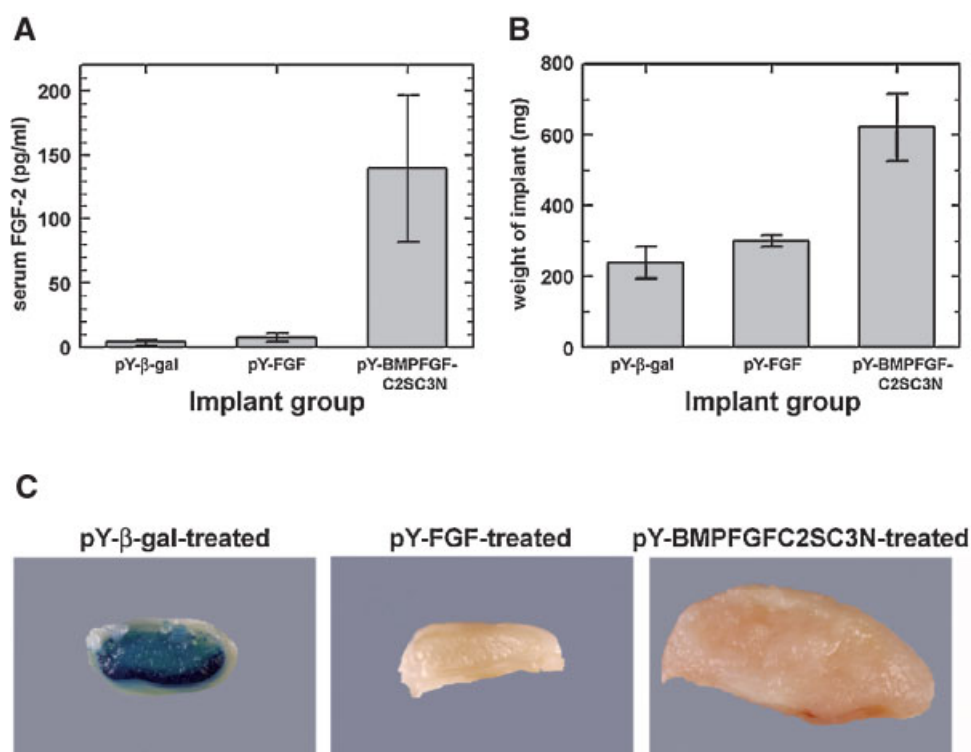 A
serum FGF-2 (pg/ml)
200
150
100
50
0
pY-β-gal
pY-FGF
pY-BMPFGF-
C2SC3N
Implant group
B
weight of implant (mg)
800
600
400
200
0
pY-β-gal
pY-FGF
pY-BMPFGF-
C2SC3N
Implant group
C
pY-β-gal-treated
pY-FGF-treated
pY-BMPFGFC2SC3N-treated